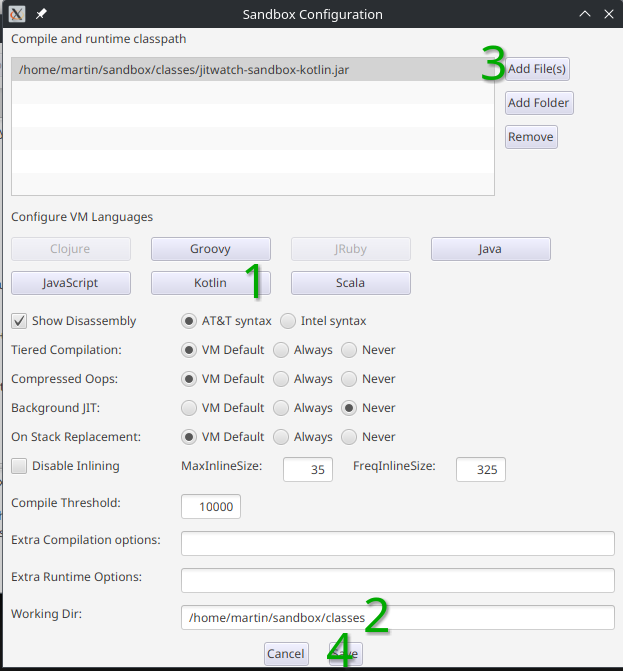 Sandbox Configuration
Compile and runtime classpath
/home/martin/sandbox/classes/jitwatch-sandbox-kotlin.jar
3 Add File(s)
Add Folder
Remove
Configure VM Languages
Clojure Groovy JRuby Java
JavaScript Kotlin Scala
1
Show Disassembly AT&T syntax Intel syntax
Tiered Compilation: VM Default Always Never
Compressed Oops: VM Default Always Never
Background JIT: VM Default Always Never
On Stack Replacement: VM Default Always Never
Disable Inlining MaxInlineSize: 35 FreqInlineSize: 325
Compile Threshold: 10000
Extra Compilation options:
Extra Runtime Options:
Working Dir: /home/martin/sandbox/classes 2
Cancel 4 Save